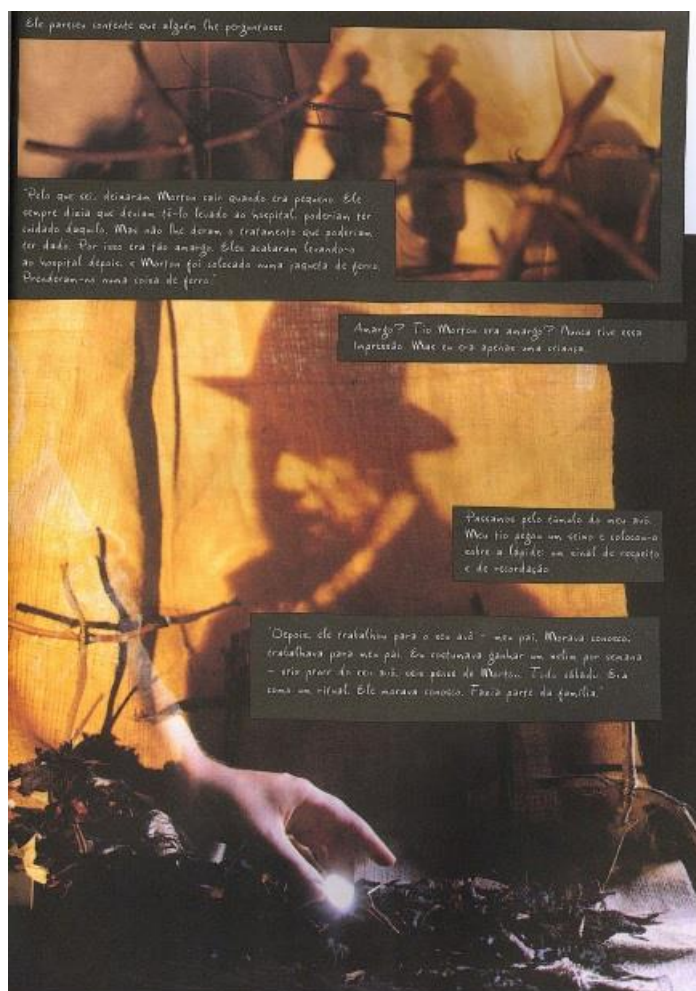 Ele pareceu contente que alguém lhe perguntasse.
"Pelo que sei, deixaram Morton cair quando era pequeno. Ele
sempre dizia que deviam tê-lo levado ao hospital, poderiam ter
cuidado daquilo. Mas não lhe deram o tratamento que poderiam
ter dado. Por isso era tão amargo. Eles acabaram levando-o
ao hospital depois, e Morton foi colocado numa jaqueta de ferro.
Prenderam-no numa coisa de ferro."
Amargo? Tio Morton era amargo? Nunca tive essa
impressão. Mas eu era apenas uma criança.
Passamos pelo túmulo do meu avô.
Meu tio pegou um seixo e colocou-o
sobre a lápide: um sinal de respeito
e de recordação.
"Depois, ele trabalhou para o seu avô - meu pai. Morava conosco;
trabalhava para meu pai. Eu costumava ganhar um xelim por semana
- seis pence do seu avô, seis pence de Morton. Todo sábado. Era
como um ritual. Ele morava conosco. Fazia parte da família."